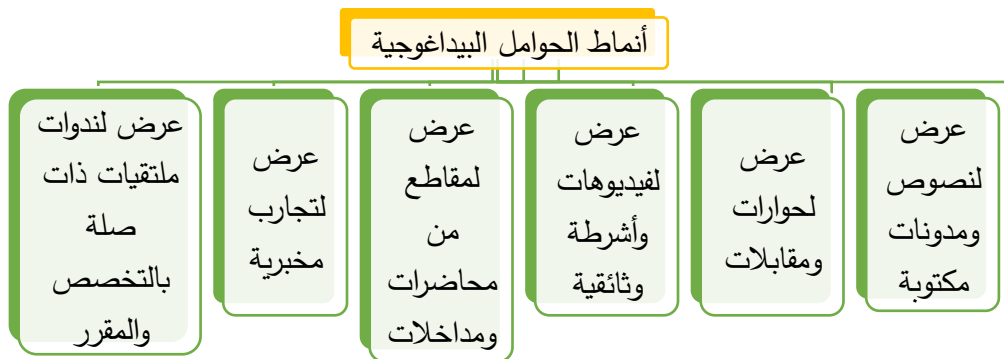 أنماط الحوامل البيداغوجية
عرض
لنصوص
ومدونات
مكتوبة
عرض
لحوارات
ومقابلات
عرض
لفيديوهات
وأشرطة
وثائقية
عرض
لمقاطع
من
محاضرات
ومداخلات
عرض
لتجارب
مخبرية
عرض لندوات
ملتقيات ذات
صلة
بالتخصص
والمقرر